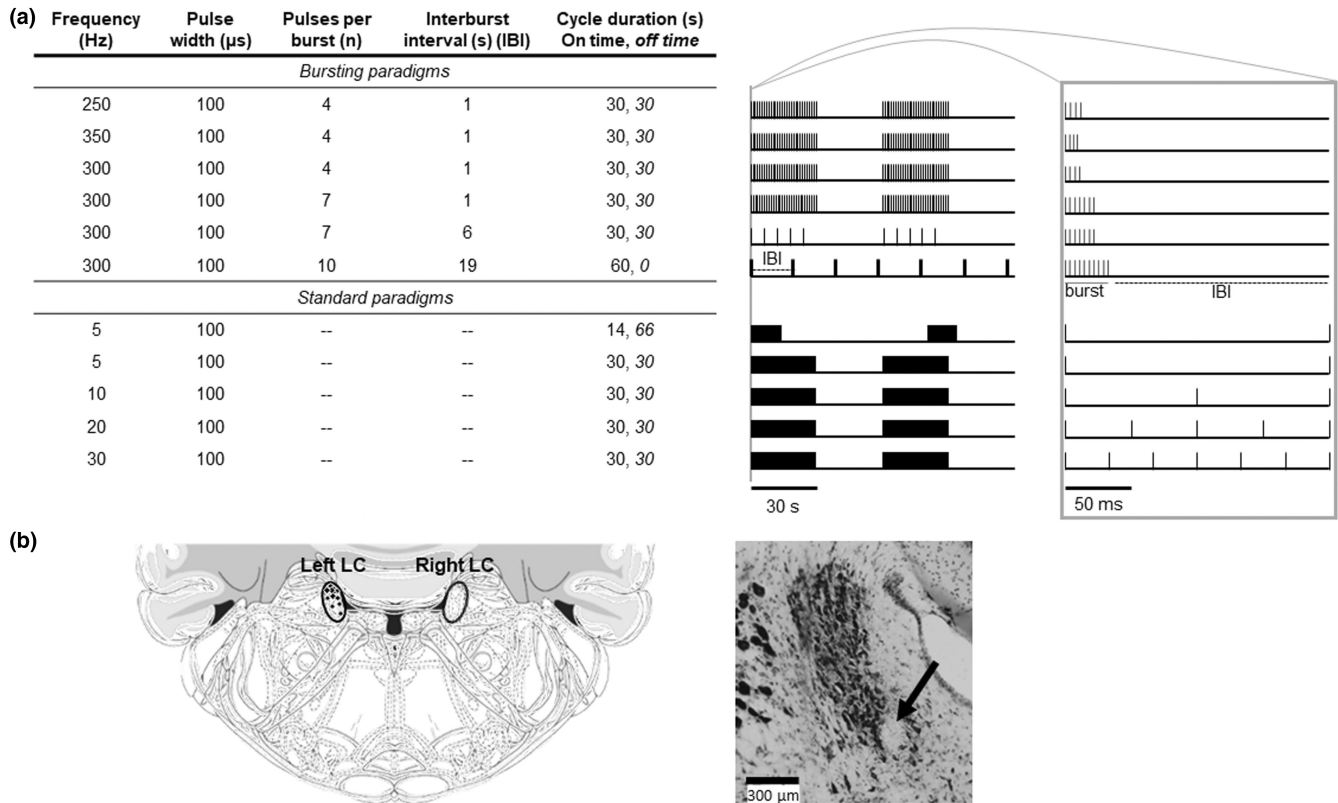 (a)
Frequency (Hz) Pulse width (µs) Pulses per burst (n) Interburst interval (s) (IBI) Cycle duration (s) On time, off time
Bursting paradigms
250 100 4 1 30, 30
350 100 4 1 30, 30
300 100 4 1 30, 30
300 100 7 1 30, 30
300 100 7 6 30, 30
300 100 10 19 60, 0
Standard paradigms
5 100 -- -- 14, 66
5 100 -- -- 30, 30
10 100 -- -- 30, 30
20 100 -- -- 30, 30
30 100 -- -- 30, 30
IBI
30 s
burst IBI
50 ms
(b)
Left LC Right LC
300 µm